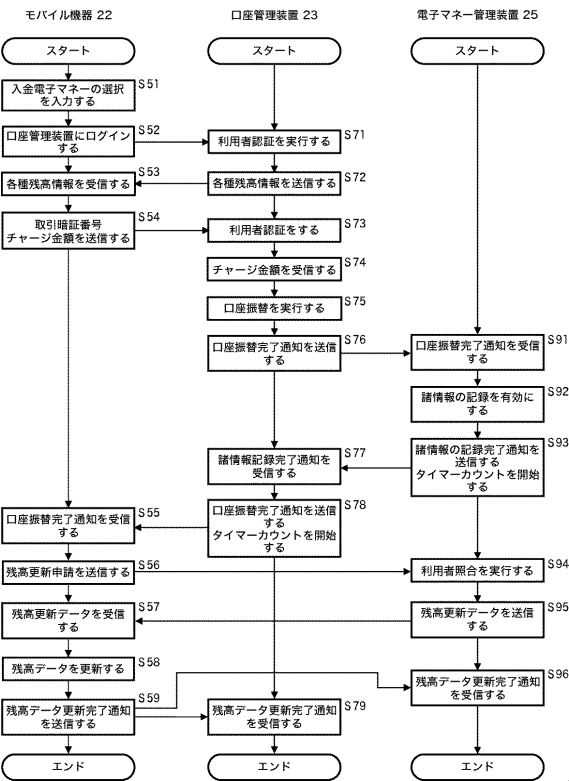 モバイル機器 22
口座管理装置 23
電子マネー管理装置 25
スタート
スタート
スタート
S51
入金電子マネーの選択
を入力する
S52
口座管理装置にログイン
する
S71
利用者認証を実行する
S53
各種残高情報を受信する
S72
各種残高情報を送信する
S54
取引暗証番号
チャージ金額を送信する
S73
利用者認証をする
S74
チャージ金額を受信する
S75
口座振替を実行する
S76
口座振替完了通知を送信
する
S91
口座振替完了通知を受信
する
S92
諸情報の記録を有効に
する
S77
諸情報記録完了通知を
受信する
S93
諸情報の記録完了通知を
送信する
タイマーカウントを開始
する
S55
口座振替完了通知を受信
する
S78
口座振替完了通知を送信
する
タイマーカウントを開始
する
S56
残高更新申請を送信する
S94
利用者照合を実行する
S57
残高更新データを受信
する
S95
残高更新データを送信
する
S58
残高データを更新する
S59
残高データ更新完了通知
を送信する
S79
残高データ更新完了通知
を受信する
S96
残高データ更新完了通知
を受信する
エンド
エンド
エンド